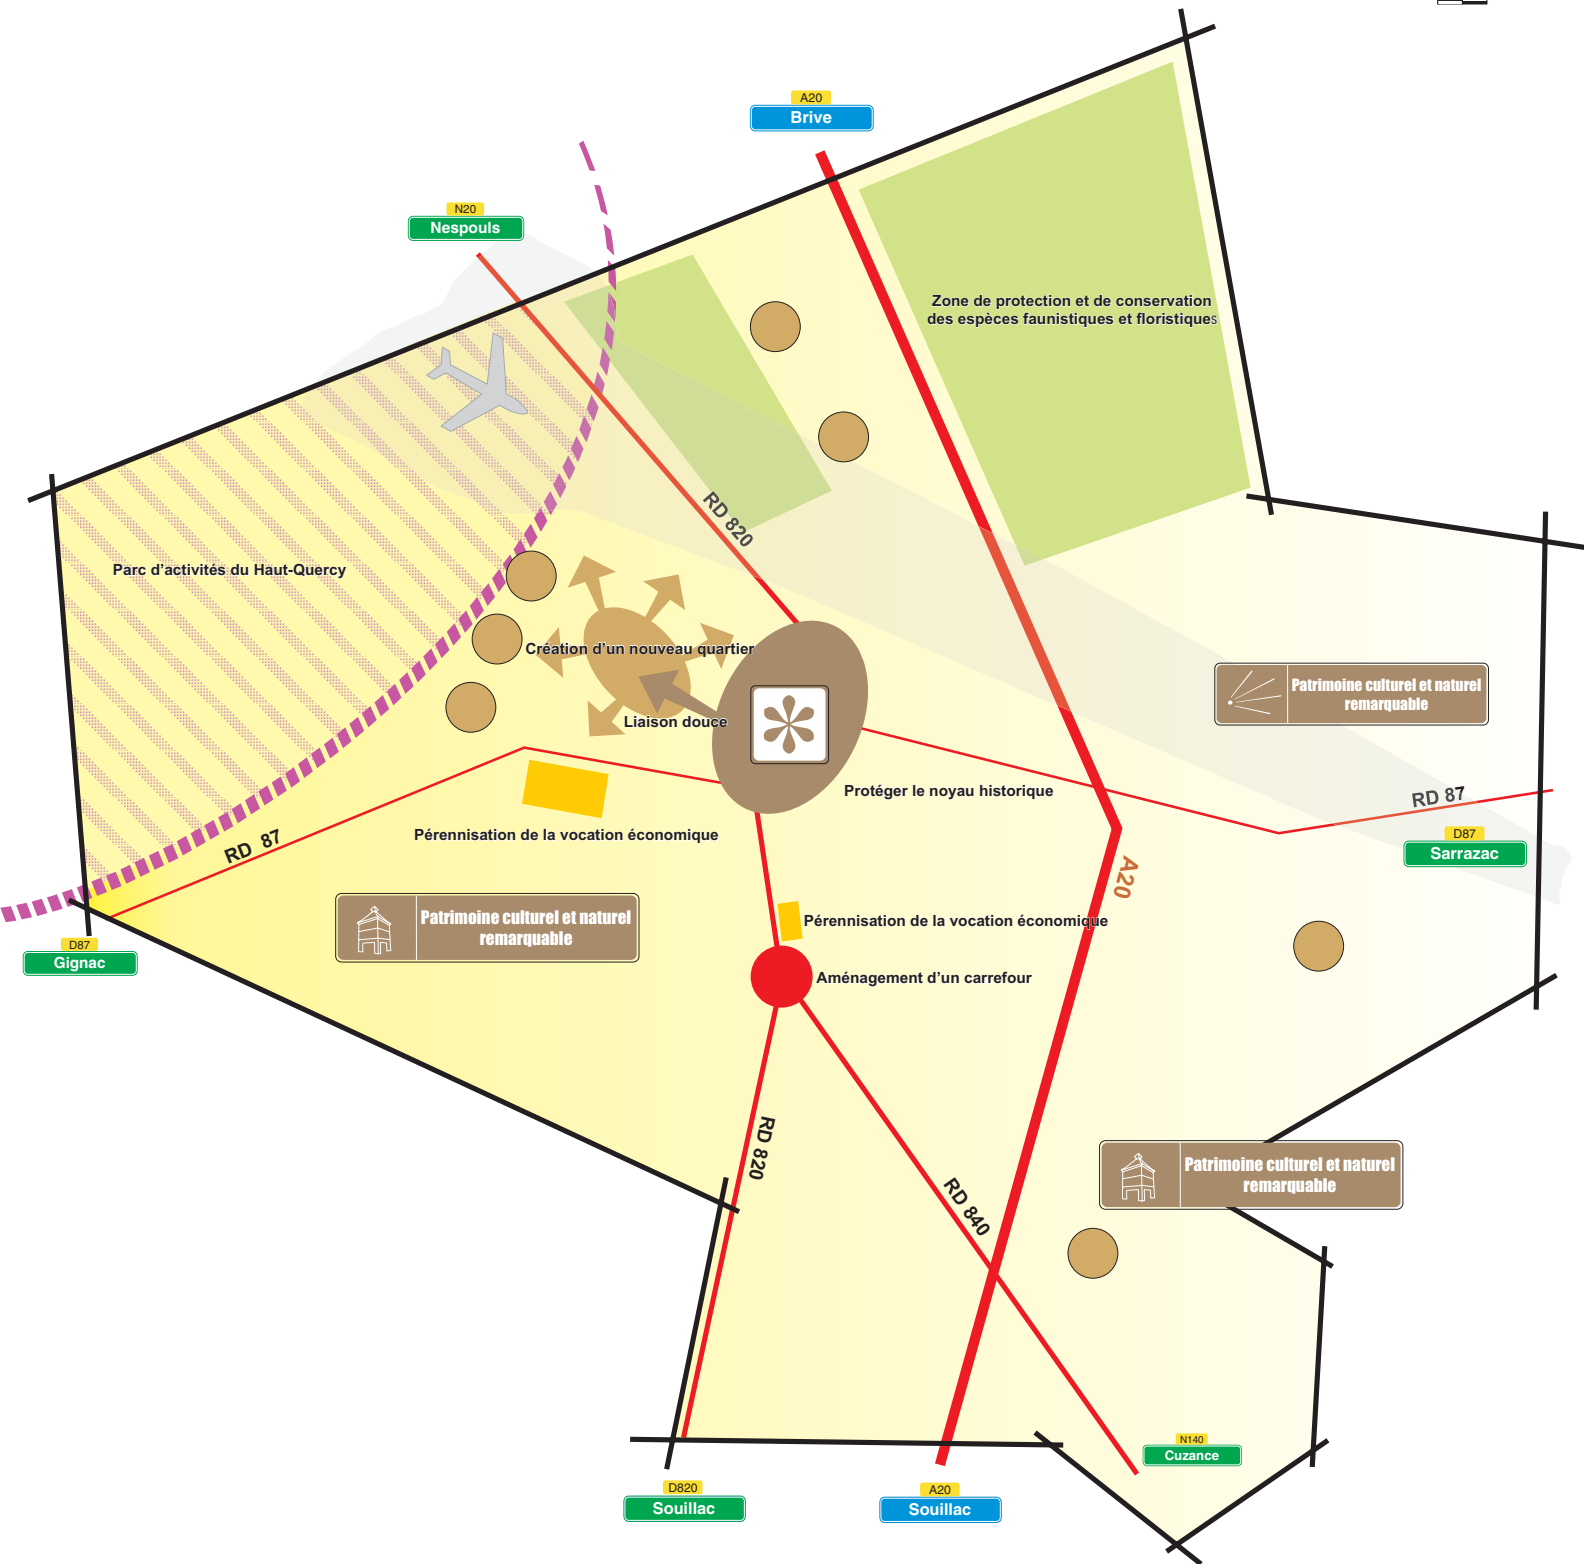 A20
Brive
N20
Nespouls
Zone de protection et de conservation
des espèces faunistiques et floristiques
RD 820
Parc d'activités du Haut-Quercy
Création d'un nouveau quartier
Patrimoine culturel et naturel
remarquable
Liaison douce
Protéger le noyau historique
RD 87
Pérennisation de la vocation économique
RD 87
D87
Sarrazac
A20
Patrimoine culturel et naturel
remarquable
Pérennisation de la vocation économique
D87
Gignac
Aménagement d'un carrefour
RD 820
Patrimoine culturel et naturel
remarquable
RD 840
N140
Cuzance
D820
Souillac
A20
Souillac